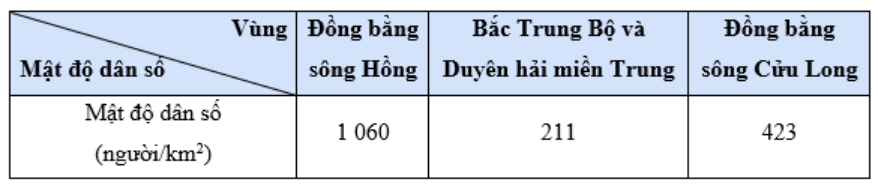 Vùng
Mật độ dân số
Đồng bằng
sông Hồng
Bắc Trung Bộ và
Duyên hải miền Trung
Đồng bằng
sông Cửu Long
Mật độ dân số
(người/km²)
1 060
211
423